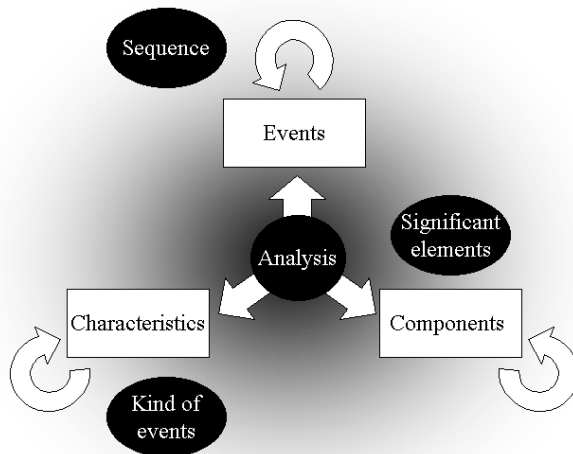 Sequence
Events
Significant
elements
Analysis
Characteristics
Components
Kind of
events